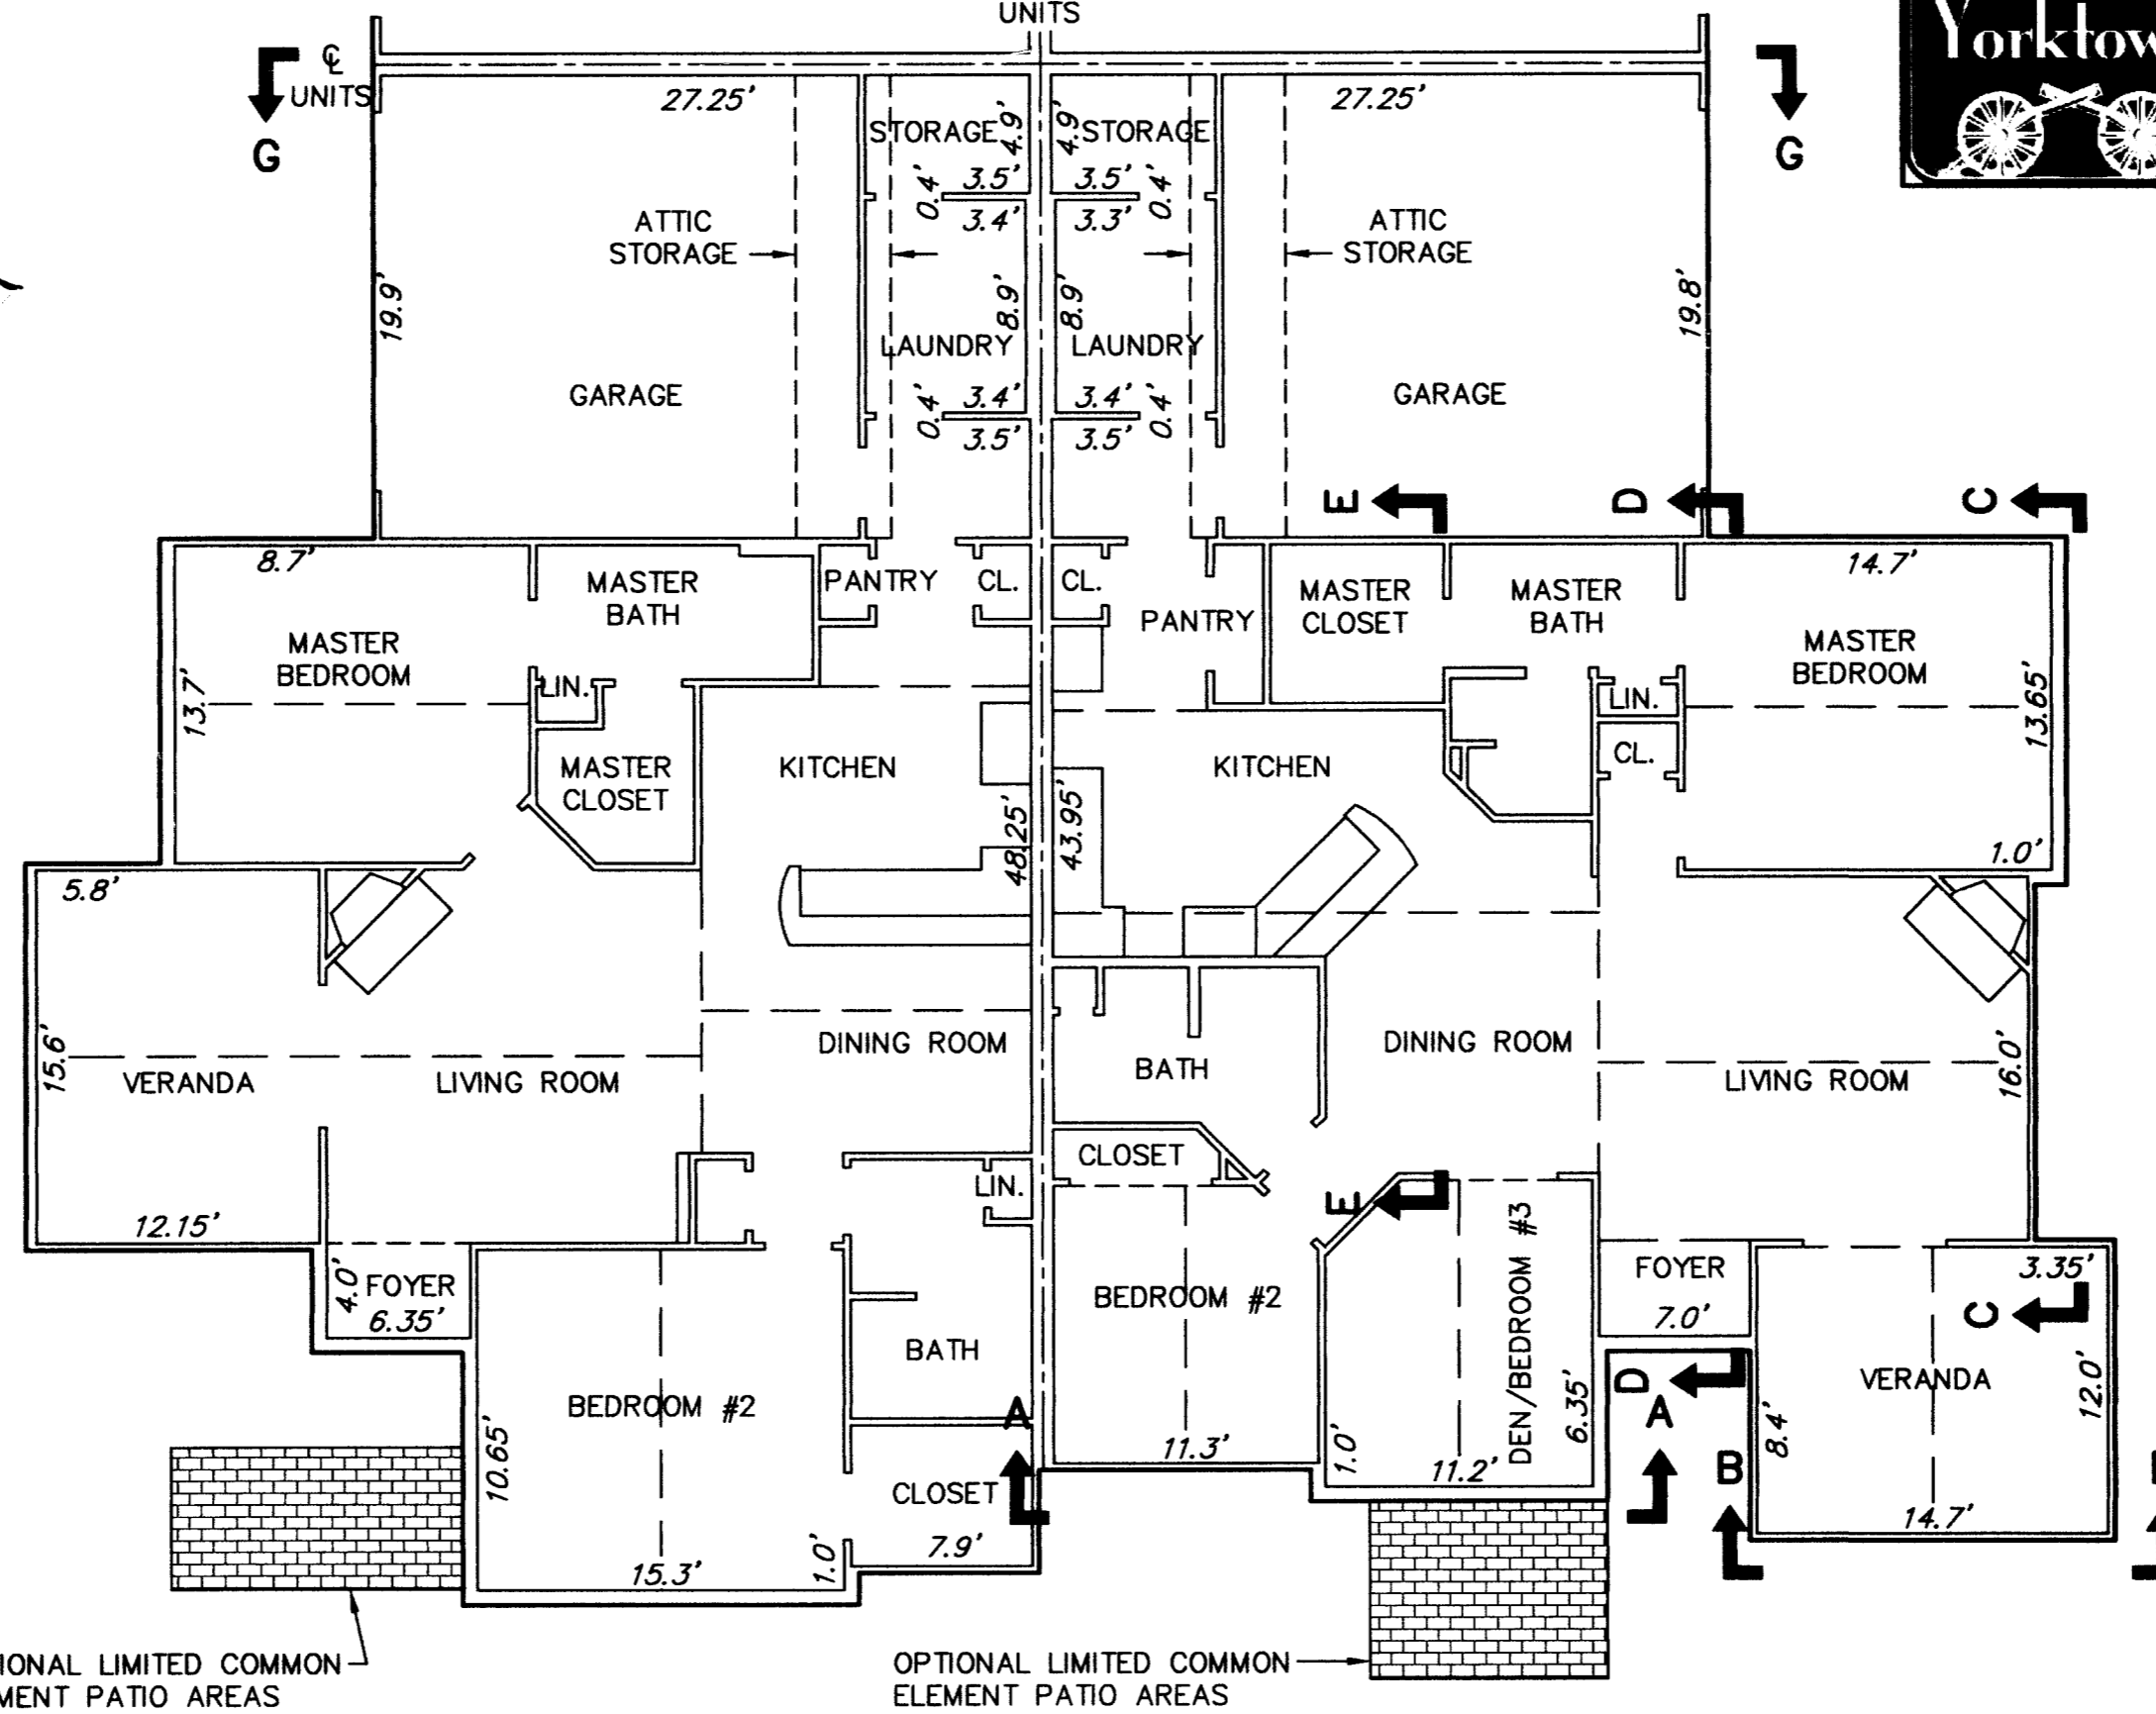 UNITS
Yorktow
℄
UNITS
G
27.25'
27.25'
G
STORAGE
4.9'
4.9'
STORAGE
0.4'
3.5'
3.5'
0.4'
3.4'
3.3'
ATTIC
STORAGE
ATTIC
STORAGE
19.9'
8.9'
8.9'
19.8'
LAUNDRY
LAUNDRY
GARAGE
GARAGE
0.4'
3.4'
3.4'
0.4'
3.5'
3.5'
E
D
C
8.7'
MASTER
BATH
PANTRY
CL.
CL.
PANTRY
MASTER
CLOSET
MASTER
BATH
14.7'
MASTER
BEDROOM
MASTER
BEDROOM
13.7'
LIN.
LIN.
13.65'
MASTER
CLOSET
KITCHEN
KITCHEN
CL.
48.25'
43.95'
5.8'
1.0'
15.6'
VERANDA
LIVING ROOM
DINING ROOM
BATH
DINING ROOM
LIVING ROOM
16.0'
CLOSET
LIN.
E
12.15'
4.0'
FOYER
6.35'
BEDROOM #2
DEN/BEDROOM #3
FOYER
7.0'
3.35'
C
BATH
BEDROOM #2
10.65'
A
11.3'
1.0'
11.2'
6.35'
D
A
B
8.4'
VERANDA
12.0'
14.7'
CLOSET
7.9'
1.0'
15.3'
IONAL LIMITED COMMON
MENT PATIO AREAS
OPTIONAL LIMITED COMMON
ELEMENT PATIO AREAS